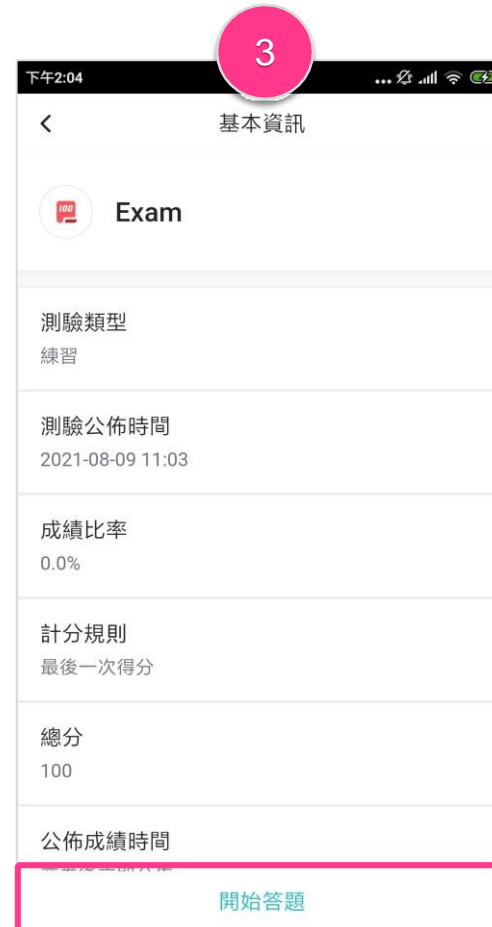 3
下午2:04
...
基本資訊
100
Exam
測驗類型
練習
測驗公佈時間
2021-08-09 11:03
成績比率
0.0%
計分規則
最後一次得分
總分
100
公佈成績時間
開始答題